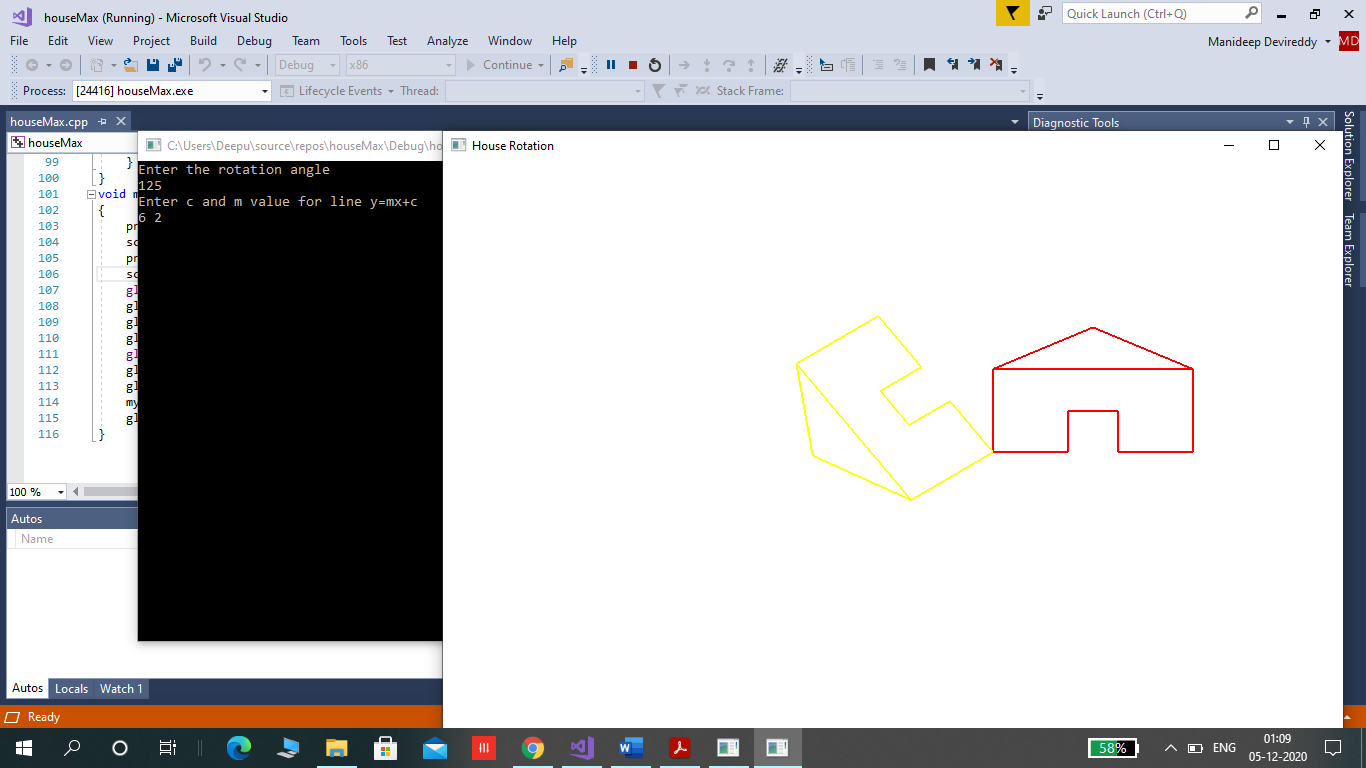 houseMax (Running) - Microsoft Visual Studio
Quick Launch (Ctrl+Q)
File Edit View Project Build Debug Team Tools Test Analyze Window Help
Manideep Devireddy MD
Debug x86 Continue
Process: [24416] houseMax.exe Lifecycle Events Thread: Stack Frame:
houseMax.cpp
Diagnostic Tools
houseMax
C:\Users\Deepu\source\repos\houseMax\Debug\ho
House Rotation
Solution Explorer
Team Explorer
99 }
100 }
101 void m
102 {
103 pr
104 sc
105 pr
106 sc
107 gl
108 gl
109 gl
110 gl
111 gl
112 gl
113 gl
114 my
115 gl
116 }
Enter the rotation angle
125
Enter c and m value for line y=mx+c
6 2
100 %
Autos
Name
Autos Locals Watch 1
Ready
58%
ENG
01:09
05-12-2020